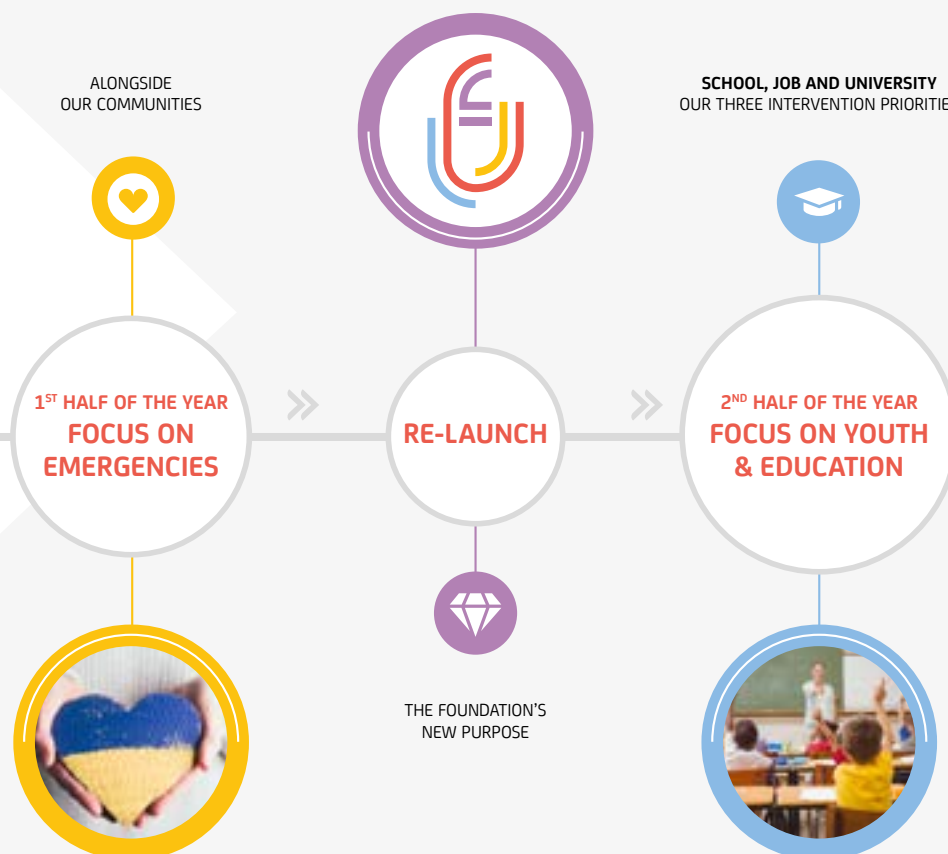 ALONGSIDE
OUR COMMUNITIES
1ST HALF OF THE YEAR
FOCUS ON
EMERGENCIES
RE-LAUNCH
THE FOUNDATION'S
NEW PURPOSE
SCHOOL, JOB AND UNIVERSITY
OUR THREE INTERVENTION
2ND HALF OF THE YEAR
FOCUS ON YOUTH
& EDUCATION